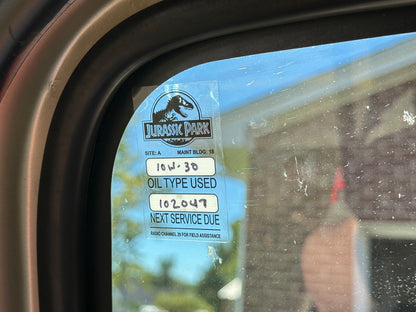 JURASSIC PARK
SITE: A MAINT BLDG: 18
10W-30
OIL TYPE USED
102047
NEXT SERVICE DUE
RADIO CHANNEL 29 FOR FIELD ASSISTANCE